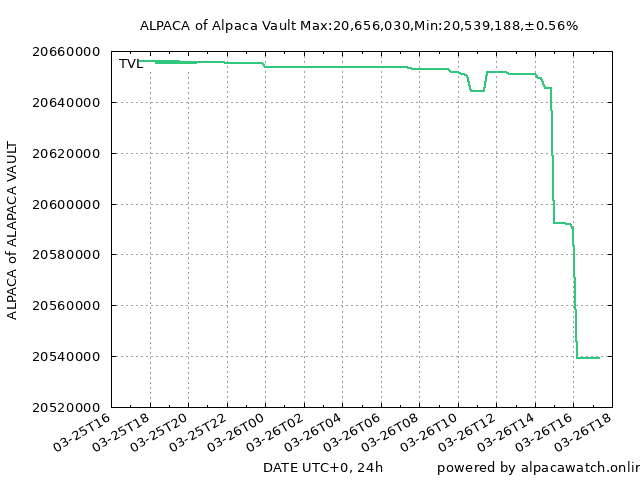 ALPACA of Alpaca Vault Max:20,656,030,Min:20,539,188,±0.56%
20660000
TVL
20640000
20620000
20600000
20580000
20560000
20540000
20520000
ALPACA of ALAPACA VAULT
03-25T16
03-25T18
03-25T20
03-25T22
03-26T00
03-26T02
03-26T04
03-26T06
03-26T08
03-26T10
03-26T12
03-26T14
03-26T16
03-26T18
DATE UTC+0, 24h
powered by alpacawatch.onlin